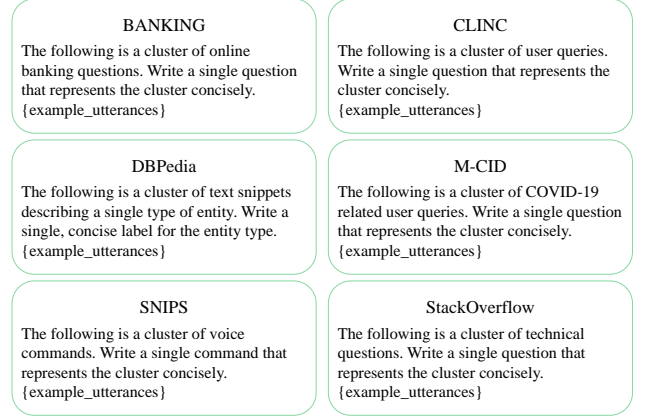 BANKING
The following is a cluster of online
banking questions. Write a single question
that represents the cluster concisely.
{example_utterances}
CLINC
The following is a cluster of user queries.
Write a single question that represents the
cluster concisely.
{example_utterances}
DBPedia
The following is a cluster of text snippets
describing a single type of entity. Write a
single, concise label for the entity type.
{example_utterances}
M-CID
The following is a cluster of COVID-19
related user queries. Write a single question
that represents the cluster concisely.
{example_utterances}
SNIPS
The following is a cluster of voice
commands. Write a single command that
represents the cluster concisely.
{example_utterances}
StackOverflow
The following is a cluster of technical
questions. Write a single question that
represents the cluster concisely.
{example_utterances}